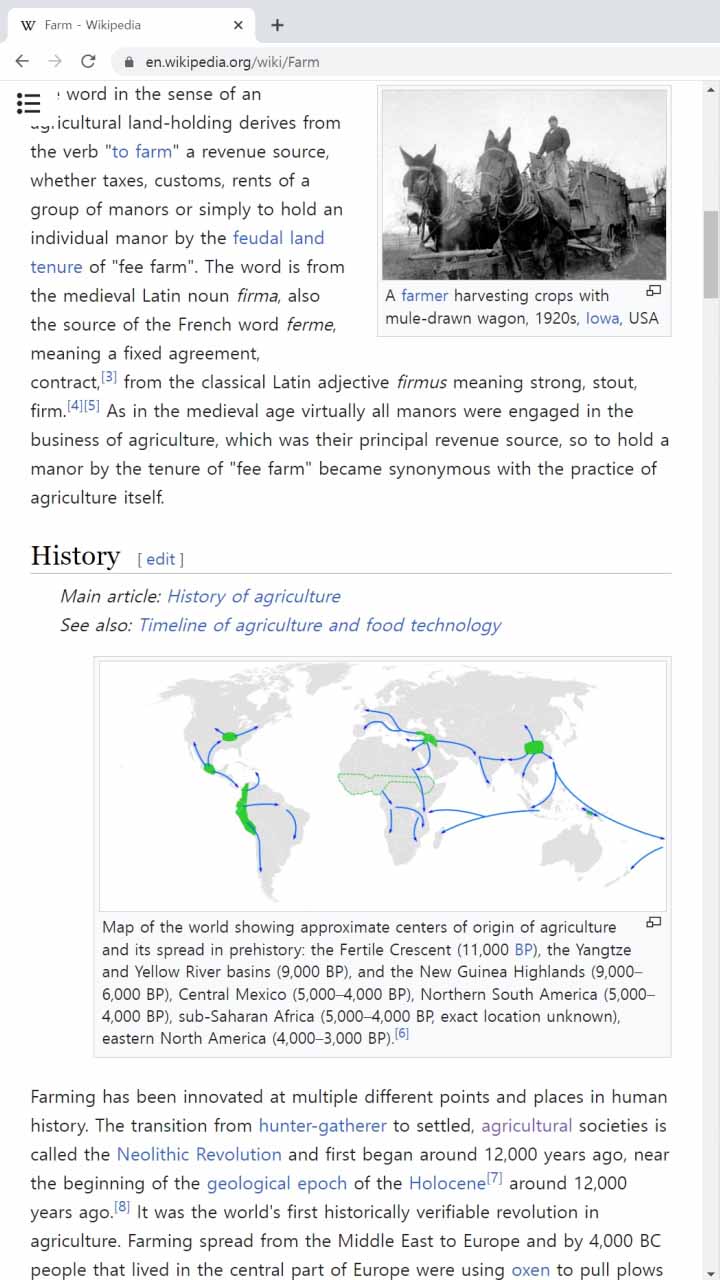 W Farm - Wikipedia
en.wikipedia.org/wiki/Farm
word in the sense of an
agricultural land-holding derives from
the verb "to farm" a revenue source,
whether taxes, customs, rents of a
group of manors or simply to hold an
individual manor by the feudal land
tenure of "fee farm". The word is from
the medieval Latin noun firma, also
the source of the French word ferme,
meaning a fixed agreement,
contract,[3] from the classical Latin adjective firmus meaning strong, stout,
firm.[4][5] As in the medieval age virtually all manors were engaged in the
business of agriculture, which was their principal revenue source, so to hold a
manor by the tenure of "fee farm" became synonymous with the practice of
agriculture itself.
A farmer harvesting crops with
mule-drawn wagon, 1920s, Iowa, USA
History [ edit ]
Main article: History of agriculture
See also: Timeline of agriculture and food technology
Map of the world showing approximate centers of origin of agriculture
and its spread in prehistory: the Fertile Crescent (11,000 BP), the Yangtze
and Yellow River basins (9,000 BP), and the New Guinea Highlands (9,000–
6,000 BP), Central Mexico (5,000–4,000 BP), Northern South America (5,000–
4,000 BP), sub-Saharan Africa (5,000–4,000 BP, exact location unknown),
eastern North America (4,000–3,000 BP).[6]
Farming has been innovated at multiple different points and places in human
history. The transition from hunter-gatherer to settled, agricultural societies is
called the Neolithic Revolution and first began around 12,000 years ago, near
the beginning of the geological epoch of the Holocene[7] around 12,000
years ago.[8] It was the world's first historically verifiable revolution in
agriculture. Farming spread from the Middle East to Europe and by 4,000 BC
people that lived in the central part of Europe were using oxen to pull plows